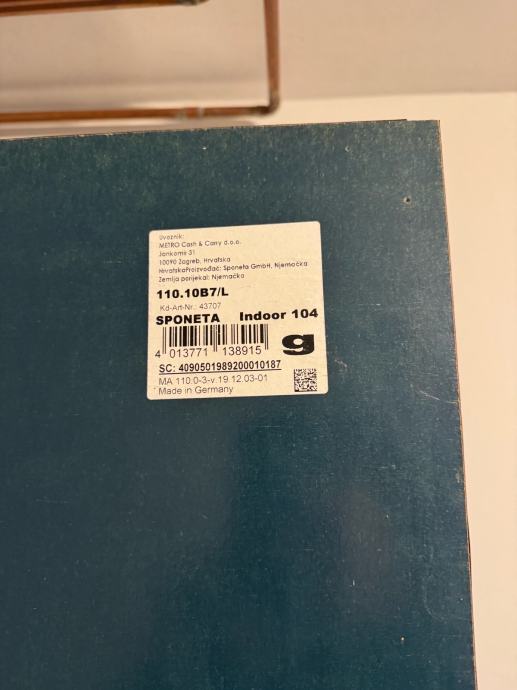 Uvoznik:
METRO Cash & Carry d.o.o.
Jankomir 31
10090 Zagreb, Hrvatska
HrvatskaProizvođač: Sponeta GmbH, Njemačka
Zemlja porijekal: Njemačka
110.10B7/L
Kd-Art-Nr.: 43707
SPONETA Indoor 104
4 013771 138915
g
SC: 4090501989200010187
MA 110.0-3-v.19.12.03-01
Made in Germany